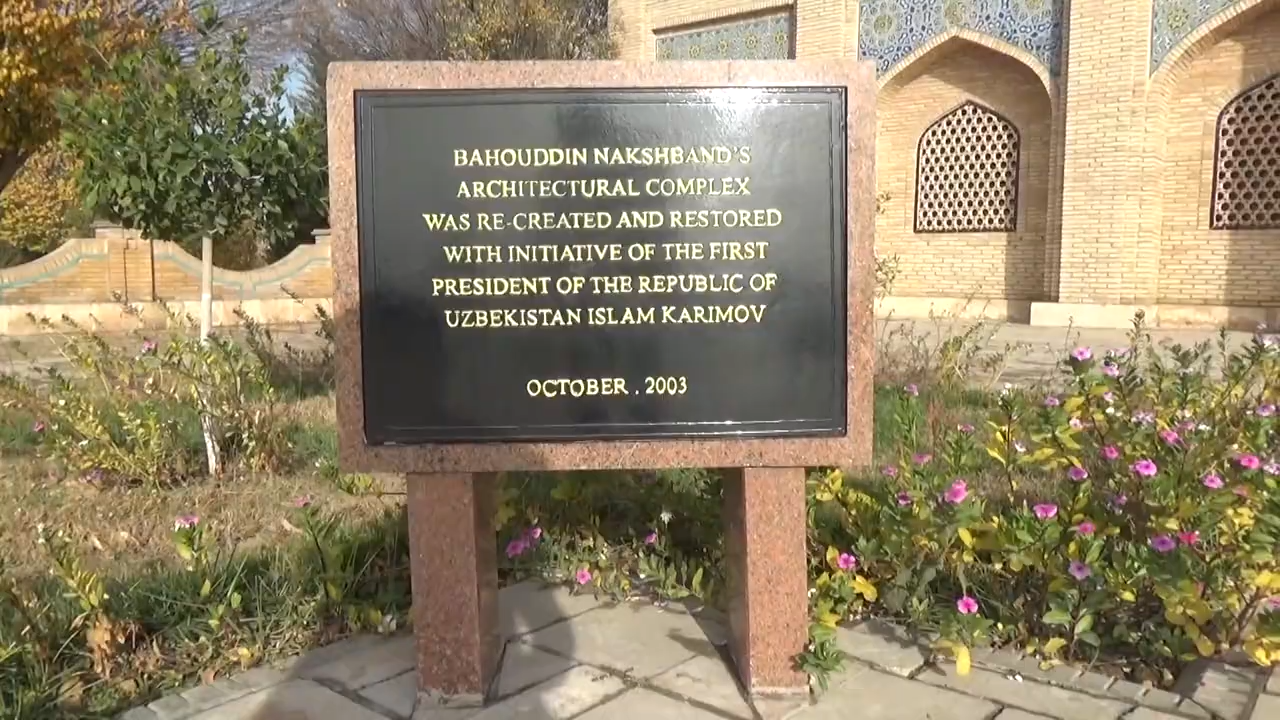 BAHOUDDIN NAKSHBAND'S
ARCHITECTURAL COMPLEX
WAS RE-CREATED AND RESTORED
WITH INITIATIVE OF THE FIRST
PRESIDENT OF THE REPUBLIC OF
UZBEKISTAN ISLAM KARIMOV
OCTOBER . 2003